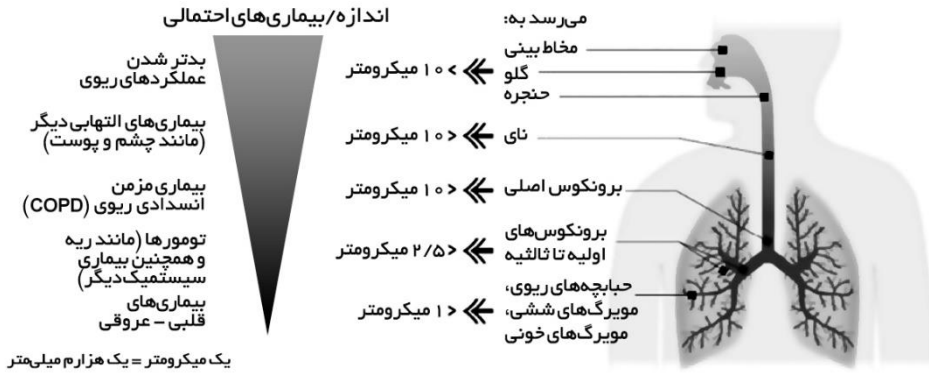 اندازه/بیماری‌های احتمالی
بدتر شدن
عملکردهای ریوی
بیماری‌های التهابی دیگر
(مانند چشم و پوست)
بیماری مزمن
انسدادی ریوی (COPD)
تومورها (مانند ریه
و همچنین بیماری
سیستمیک دیگر)
بیماری‌های
قلبی – عروقی
> ۱۰ میکرومتر
< ۱۰ میکرومتر
< ۱۰ میکرومتر
< ۲/۵ میکرومتر
< ۱ میکرومتر
می‌رسد به:
مخاط بینی
گلو
حنجره
نای
برونکوس اصلی
برونکوس‌های
اولیه تا ثالثیه
حبابچه‌های ریوی،
مویرگ‌های ششی،
مویرگ‌های خونی
یک میکرومتر = یک هزارم میلی‌متر